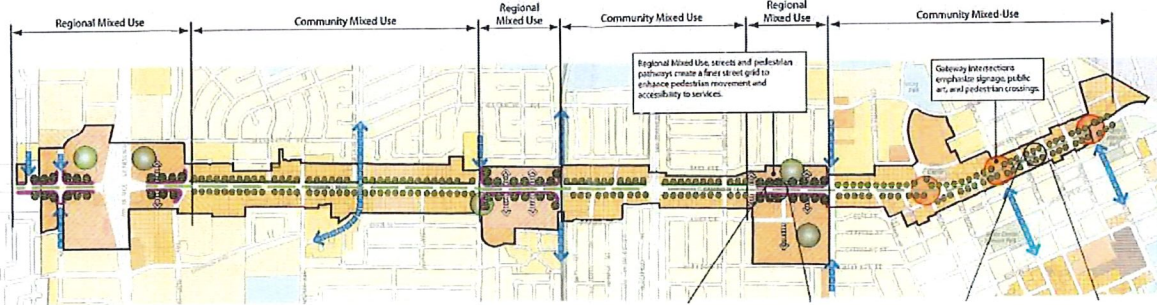 Regional Mixed Use
Community Mixed Use
Regional
Mixed Use
Community Mixed Use
Regional
Mixed Use
Community Mixed-Use
Regional Mixed Use, streets and pedestrian
pathways create a finer street grid to
enhance pedestrian movement and
accessibility to services.
Gateway intersections
emphasize signage, public
art, and pedestrian crossings.